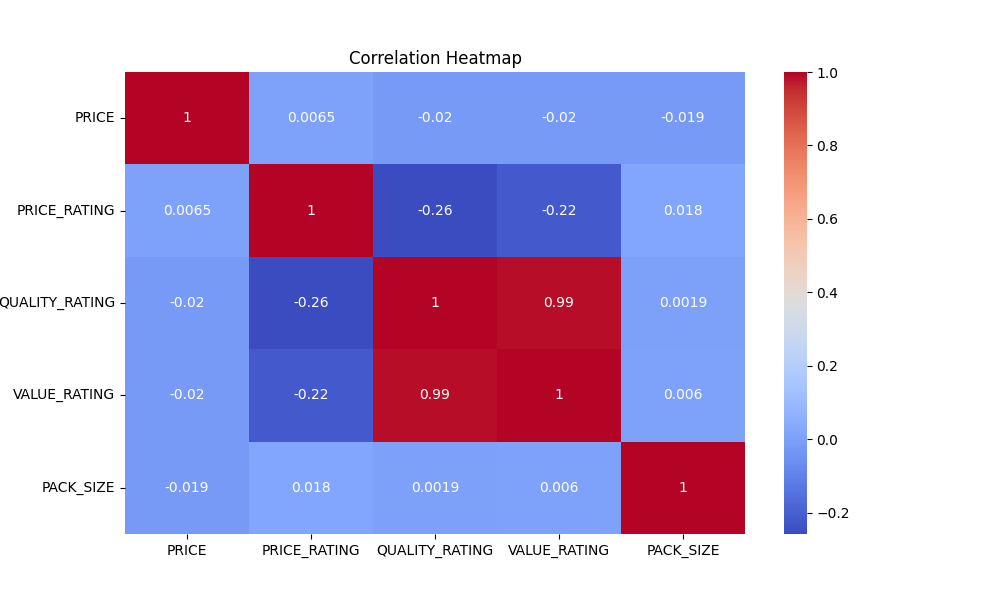 Correlation Heatmap
PRICE 1 0.0065 -0.02 -0.02 -0.019
PRICE_RATING 0.0065 1 -0.26 -0.22 0.018
QUALITY_RATING -0.02 -0.26 1 0.99 0.0019
VALUE_RATING -0.02 -0.22 0.99 1 0.006
PACK_SIZE -0.019 0.018 0.0019 0.006 1
PRICE PRICE_RATING QUALITY_RATING VALUE_RATING PACK_SIZE
1.0
0.8
0.6
0.4
0.2
0.0
−0.2